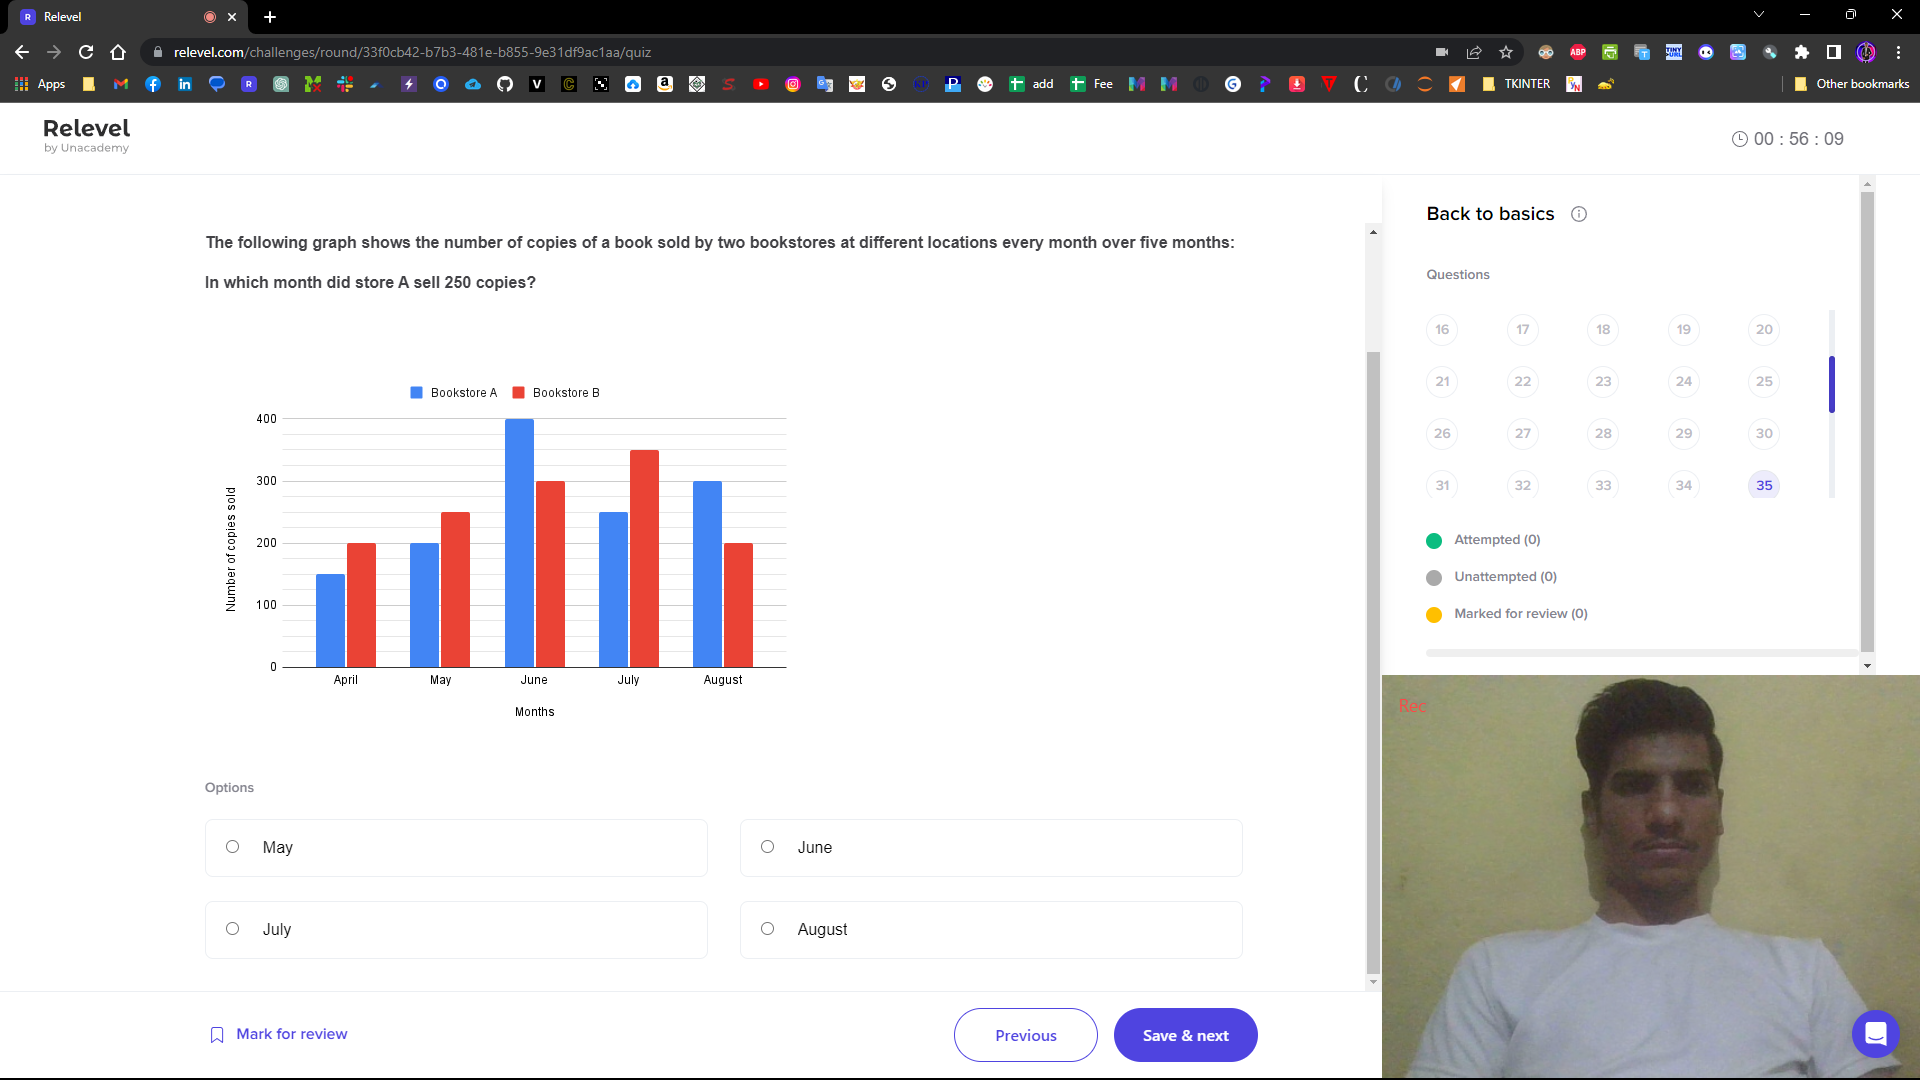 Relevel
relevel.com/challenges/round/33f0cb42-b7b3-481e-b855-9e31df9ac1aa/quiz
Apps
add
Fee
TKINTER
Other bookmarks
Relevel
by Unacademy
00 : 56 : 09
The following graph shows the number of copies of a book sold by two bookstores at different locations every month over five months:
In which month did store A sell 250 copies?
Bookstore A
Bookstore B
Number of copies sold
400
300
200
100
0
April
May
June
July
August
Months
Options
May
June
July
August
Mark for review
Previous
Save & next
Back to basics
Questions
16 17 18 19 20
21 22 23 24 25
26 27 28 29 30
31 32 33 34 35
Attempted (0)
Unattempted (0)
Marked for review (0)
Rec